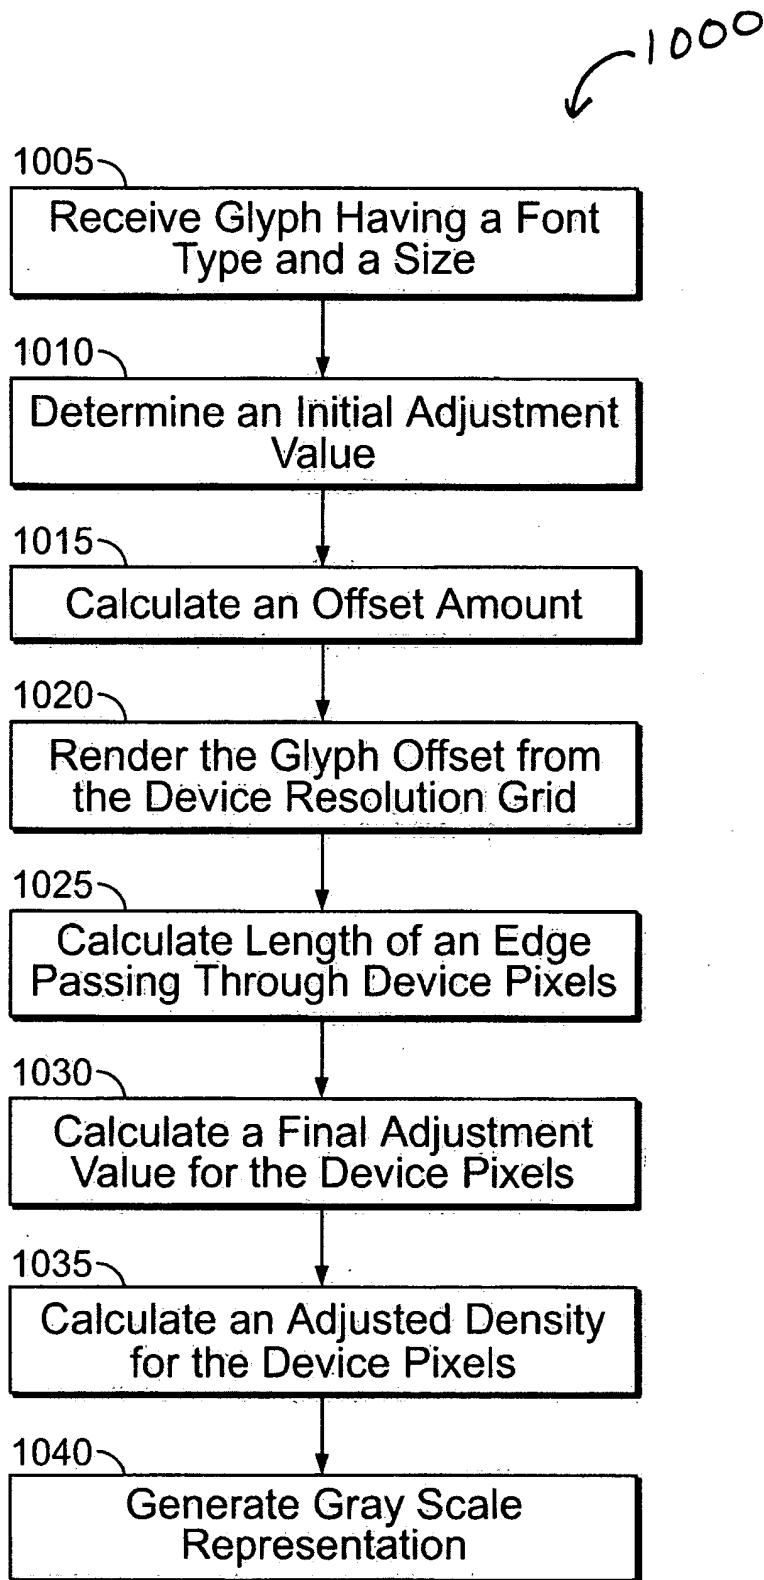 1000
1005
Receive Glyph Having a Font
Type and a Size
1010
Determine an Initial Adjustment
Value
1015
Calculate an Offset Amount
1020
Render the Glyph Offset from
the Device Resolution Grid
1025
Calculate Length of an Edge
Passing Through Device Pixels
1030
Calculate a Final Adjustment
Value for the Device Pixels
1035
Calculate an Adjusted Density
for the Device Pixels
1040
Generate Gray Scale
Representation